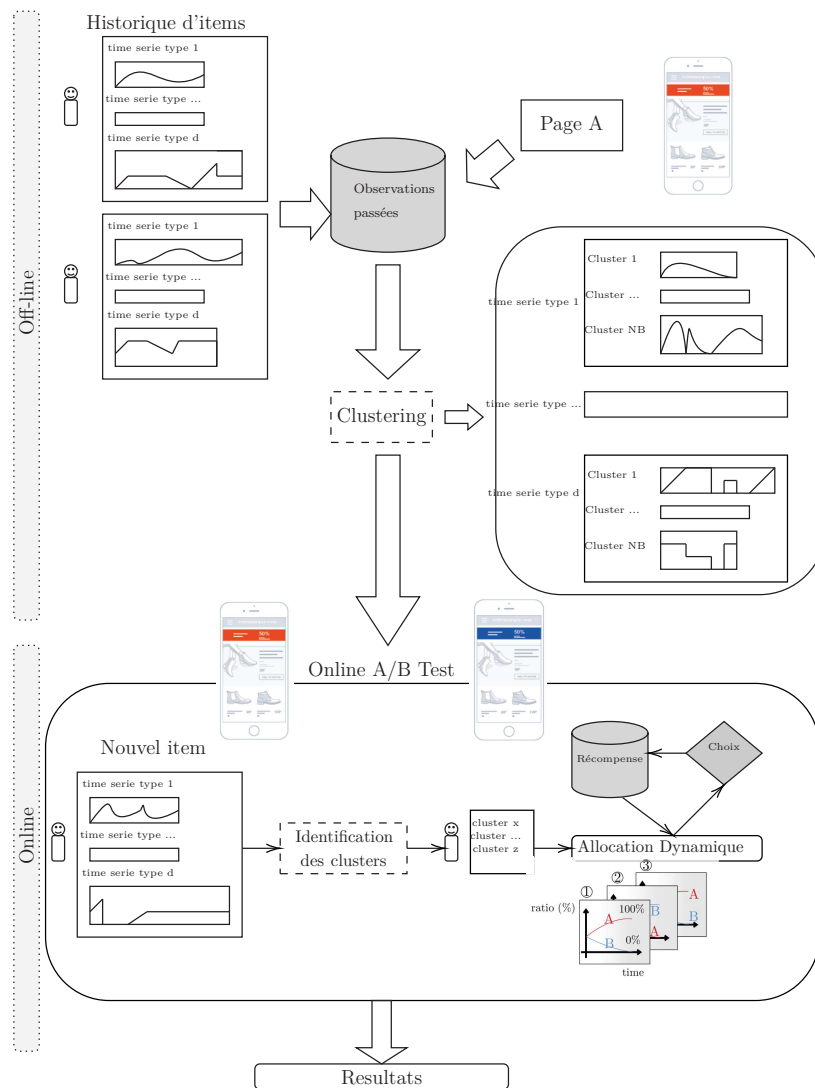 Historique d'items
time serie type 1
time serie type ...
time serie type d
Page A
50%
Observations
passées
time serie type 1
time serie type ...
time serie type d
Off-line
Cluster 1
time serie type 1
Cluster ...
Cluster NB
Clustering
time serie type ...
Cluster 1
time serie type d
Cluster ...
Cluster NB
50%
50%
Online A/B Test
Online
Nouvel item
time serie type 1
time serie type ...
time serie type d
Identification
des clusters
cluster x
cluster ...
cluster z
Récompense
Choix
Allocation Dynamique
① ② ③
ratio (%)
A 100%
B 0%
B
A
A
B
time
Resultats